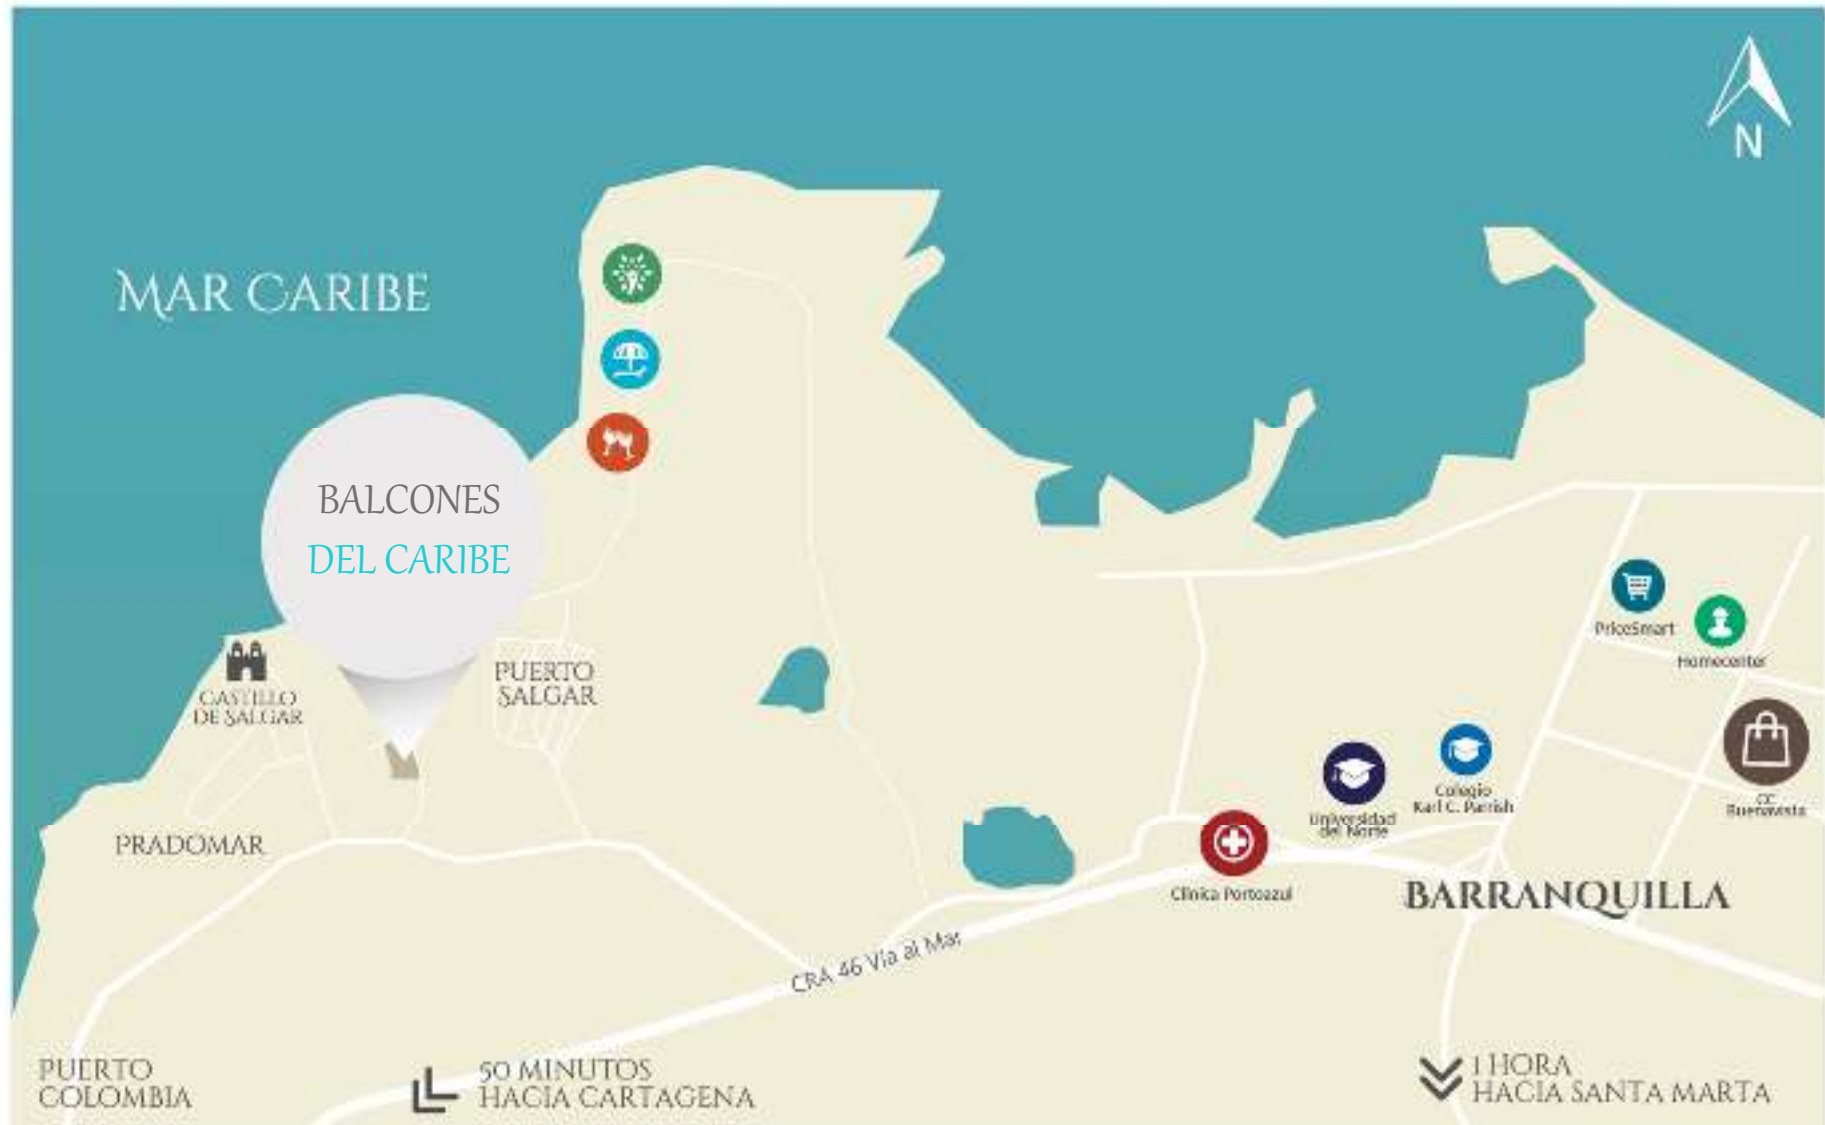 N
MAR CARIBE
BALCONES
DEL CARIBE
CASTILLO
DE SALGAR
PUERTO
SALGAR
PRADOMAR
PriceSmart
Homecenter
CC
Buenavista
Colegio
Karl C. Parrish
Universidad
del Norte
Clínica Portoazul
BARRANQUILLA
CRA 46 Vía al Mar
PUERTO
COLOMBIA
50 MINUTOS
HACIA CARTAGENA
1 HORA
HACIA SANTA MARTA